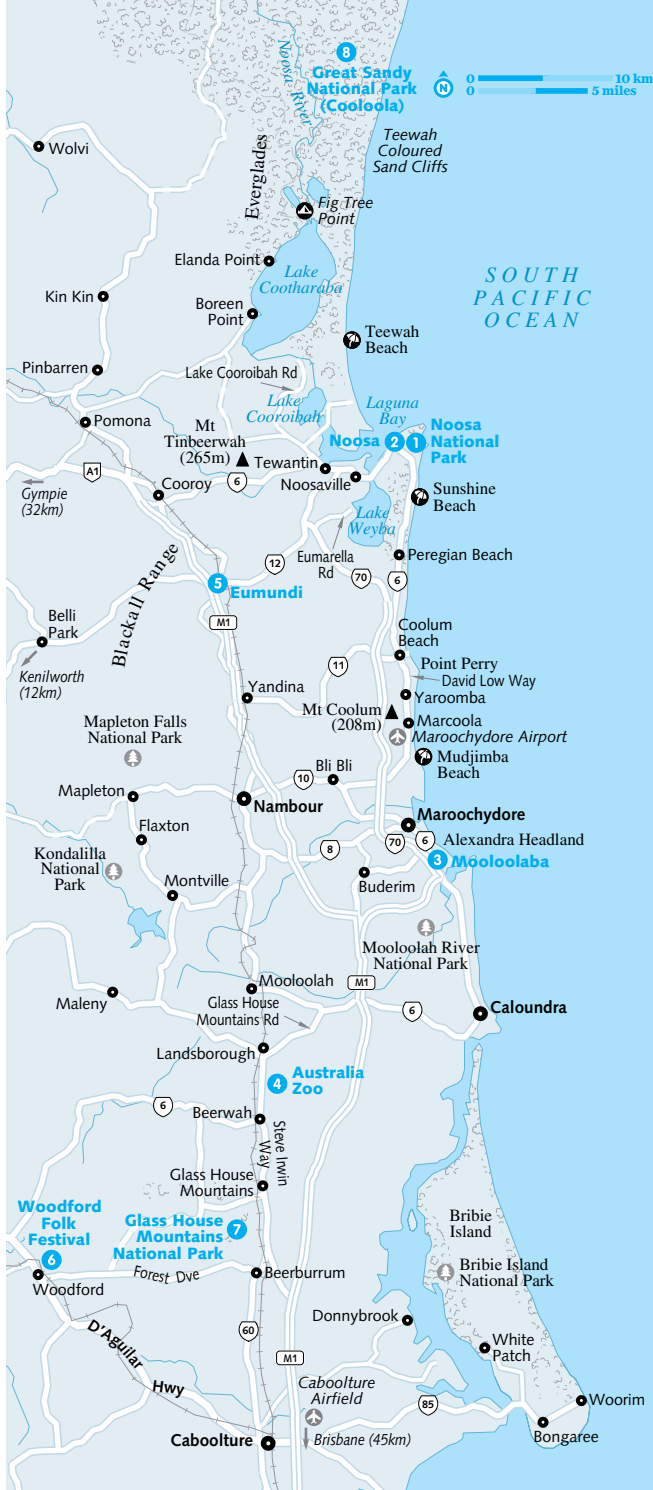 8
Great Sandy
National Park
(Cooloola)
N
0 10 km
0 5 miles
Noosa River
Teewah
Coloured
Sand Cliffs
Wolvi
Everglades
Fig Tree
Point
Elanda Point
Lake
Cootharaba
SOUTH
PACIFIC
OCEAN
Kin Kin
Boreen
Point
Teewah
Beach
Pinbarren
Lake Cooroibah Rd
Lake
Cooroibah
Laguna
Bay
Pomona
Mt
Tinbeerwah
(265m)
Noosa 2
1 Noosa
National
Park
A1
Tewantin
Gympie
(32km)
Cooroy
6
Noosaville
Sunshine
Beach
Lake
Weyba
Eumarella
Rd
Peregian Beach
12
70
6
Blackall Range
5 Eumundi
M1
Belli
Park
Coolum
Beach
Kenilworth
(12km)
11
Point Perry
David Low Way
Yandina
Yaroomba
Mt Coolum
(208m)
Marcoola
Maroochydore Airport
Mapleton Falls
National Park
Mudjimba
Beach
Bli Bli
10
Mapleton
Nambour
Maroochydore
Flaxton
8
70
6
Alexandra Headland
3 Mooloolaba
Kondalilla
National
Park
Montville
Buderim
Mooloolah River
National Park
Mooloolah
M1
Maleny
Glass House
Mountains Rd
6
Caloundra
Landsborough
4 Australia
Zoo
6
Beerwah
Steve Irwin
Way
Glass House
Mountains
Woodford
Folk
Festival
6
Glass House
Mountains
National Park
7
Bribie
Island
Bribie Island
National Park
Woodford
Forest Dve
Beerburrum
Donnybrook
60
White
Patch
D'Aguilar
Hwy
M1
Caboolture
Airfield
85
Woorim
Bongaree
Caboolture
Brisbane (45km)